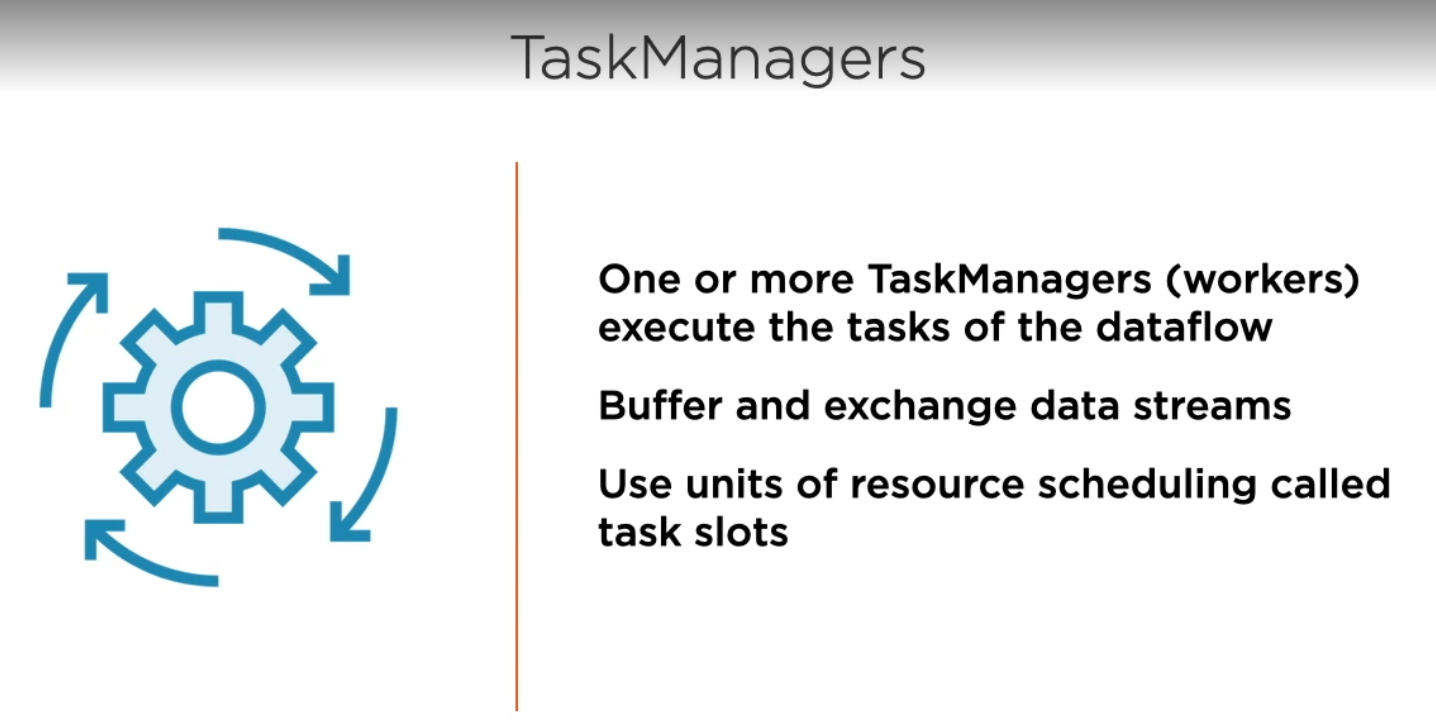 TaskManagers
One or more TaskManagers (workers)
execute the tasks of the dataflow
Buffer and exchange data streams
Use units of resource scheduling called
task slots